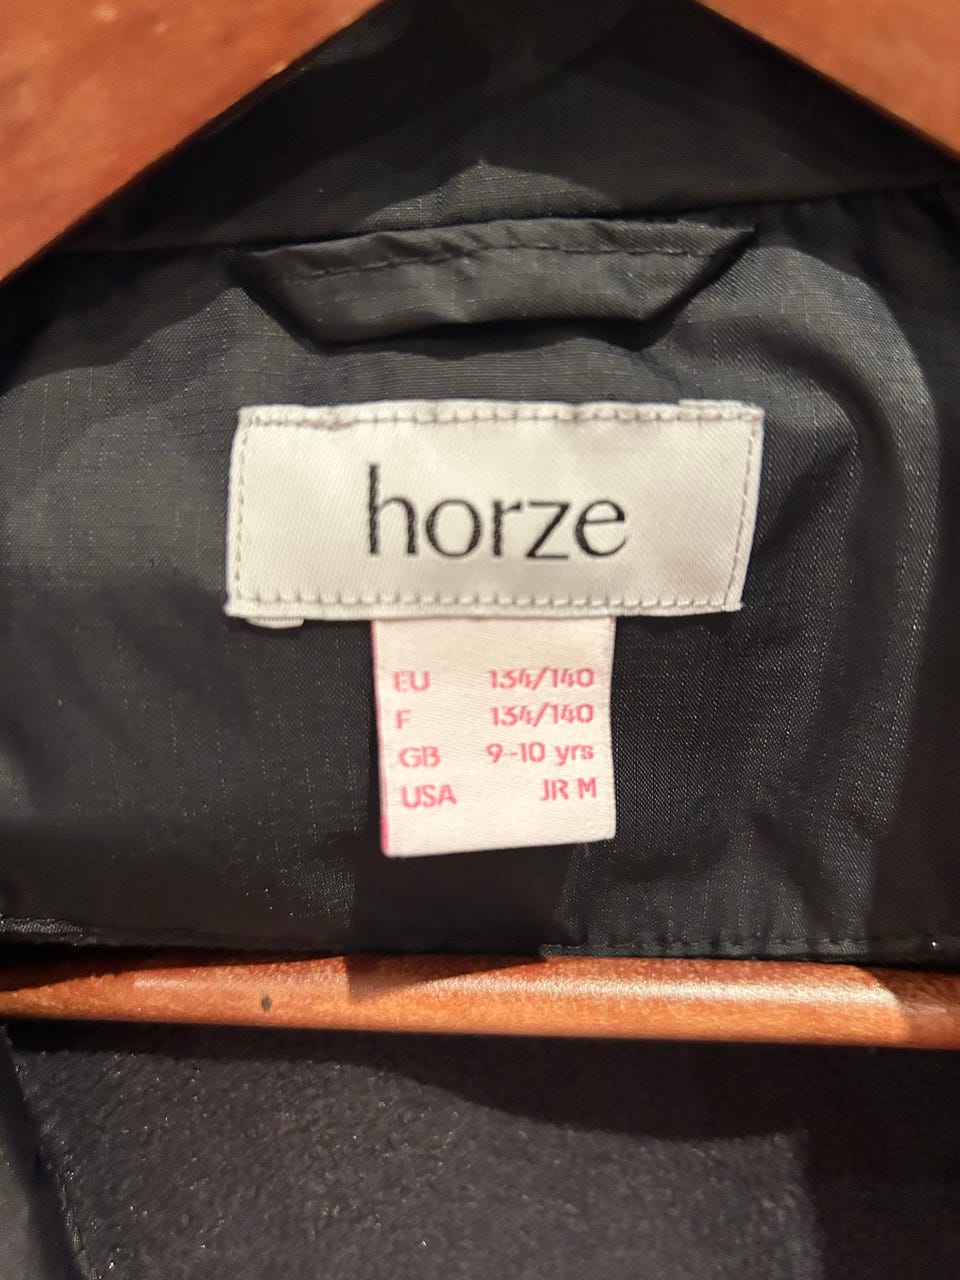 horze
EU 134/140
F 134/140
GB 9-10 yrs
USA JR M